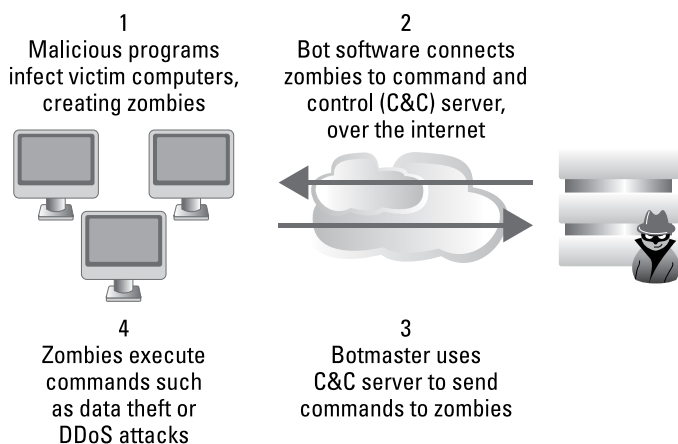 1
Malicious programs
infect victim computers,
creating zombies
2
Bot software connects
zombies to command and
control (C&C) server,
over the internet
3
Botmaster uses
C&C server to send
commands to zombies
4
Zombies execute
commands such
as data theft or
DDoS attacks